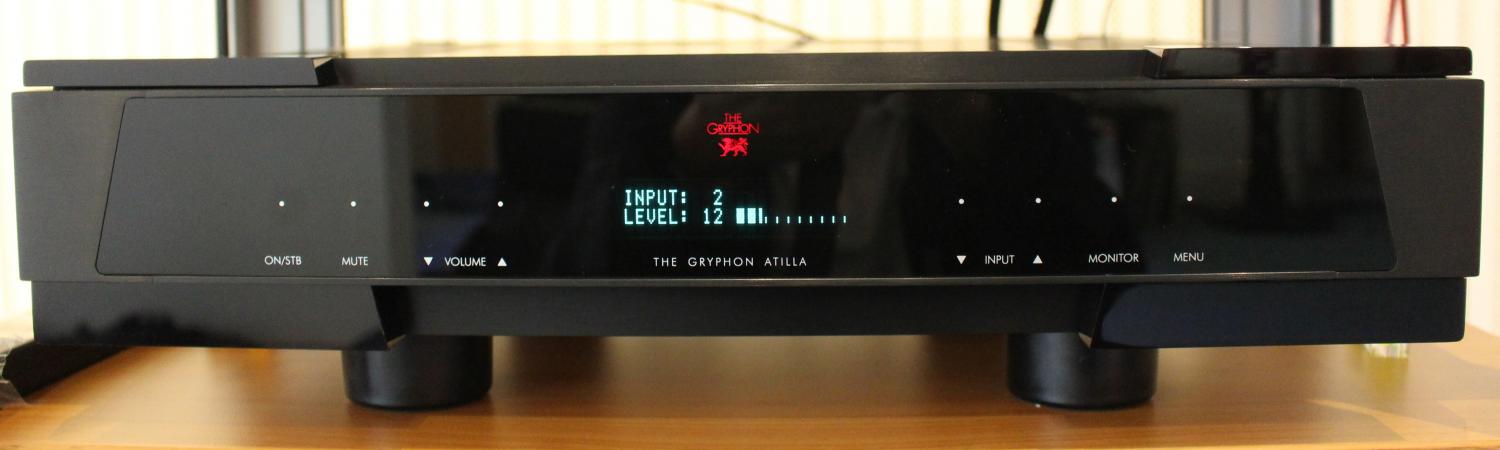 THE
GRYPHON
INPUT: 2
LEVEL: 12
ON/STB MUTE ▼ VOLUME ▲ THE GRYPHON ATILLA ▼ INPUT ▲ MONITOR MENU